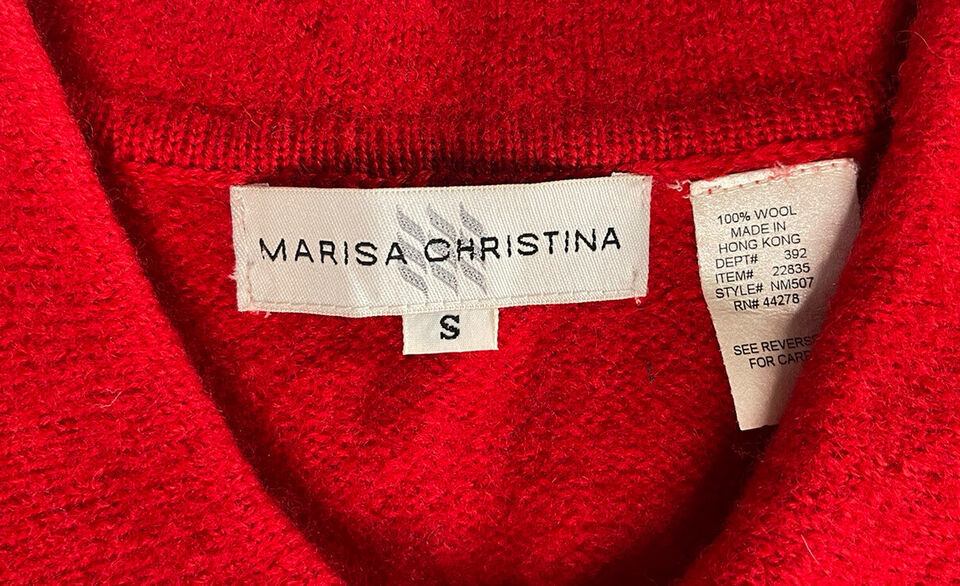 MARISA CHRISTINA
S
100% WOOL
MADE IN
HONG KONG
DEPT# 392
ITEM# 22835
STYLE# NM507
RN# 44278
SEE REVERSE
FOR CARE